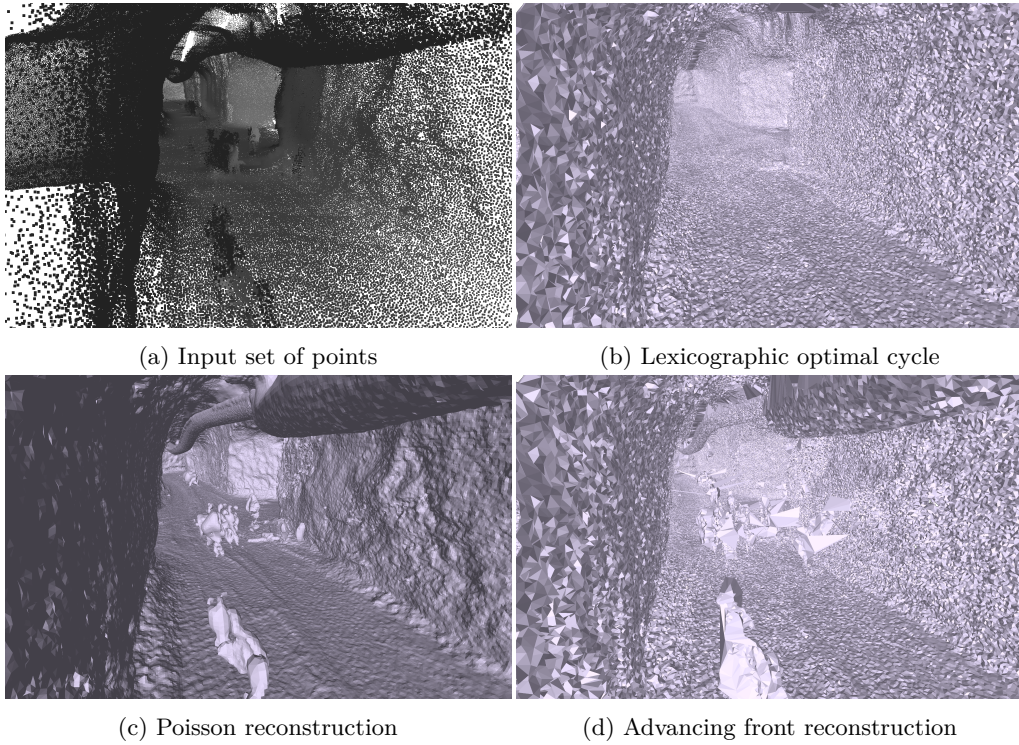 (a) Input set of points
(b) Lexicographic optimal cycle
(c) Poisson reconstruction
(d) Advancing front reconstruction